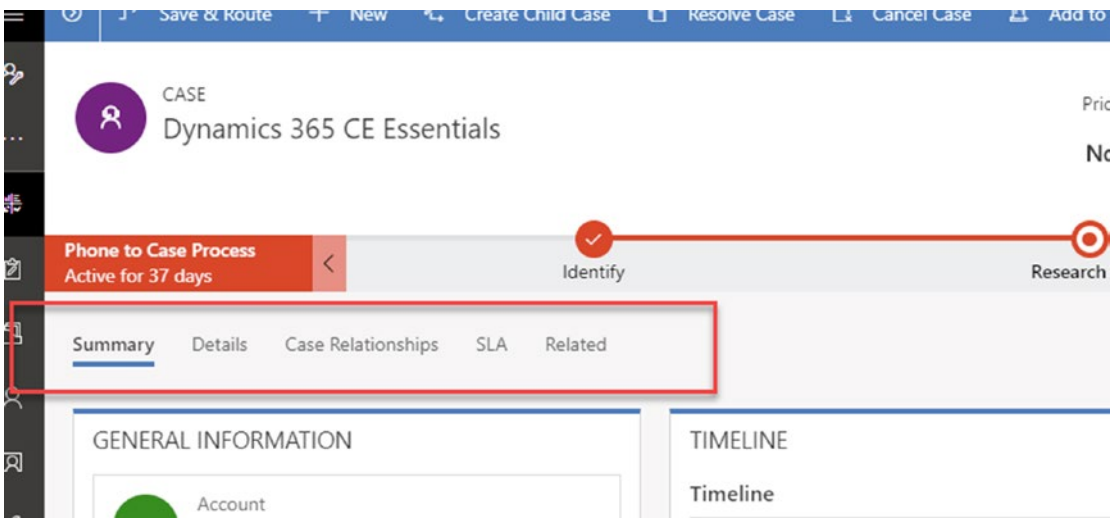 Save & Route New Create Child Case Resolve Case Cancel Case Add to
CASE
Dynamics 365 CE Essentials
Pric
No
Phone to Case Process
Active for 37 days
Identify
Research
Summary Details Case Relationships SLA Related
GENERAL INFORMATION
TIMELINE
Account
Timeline